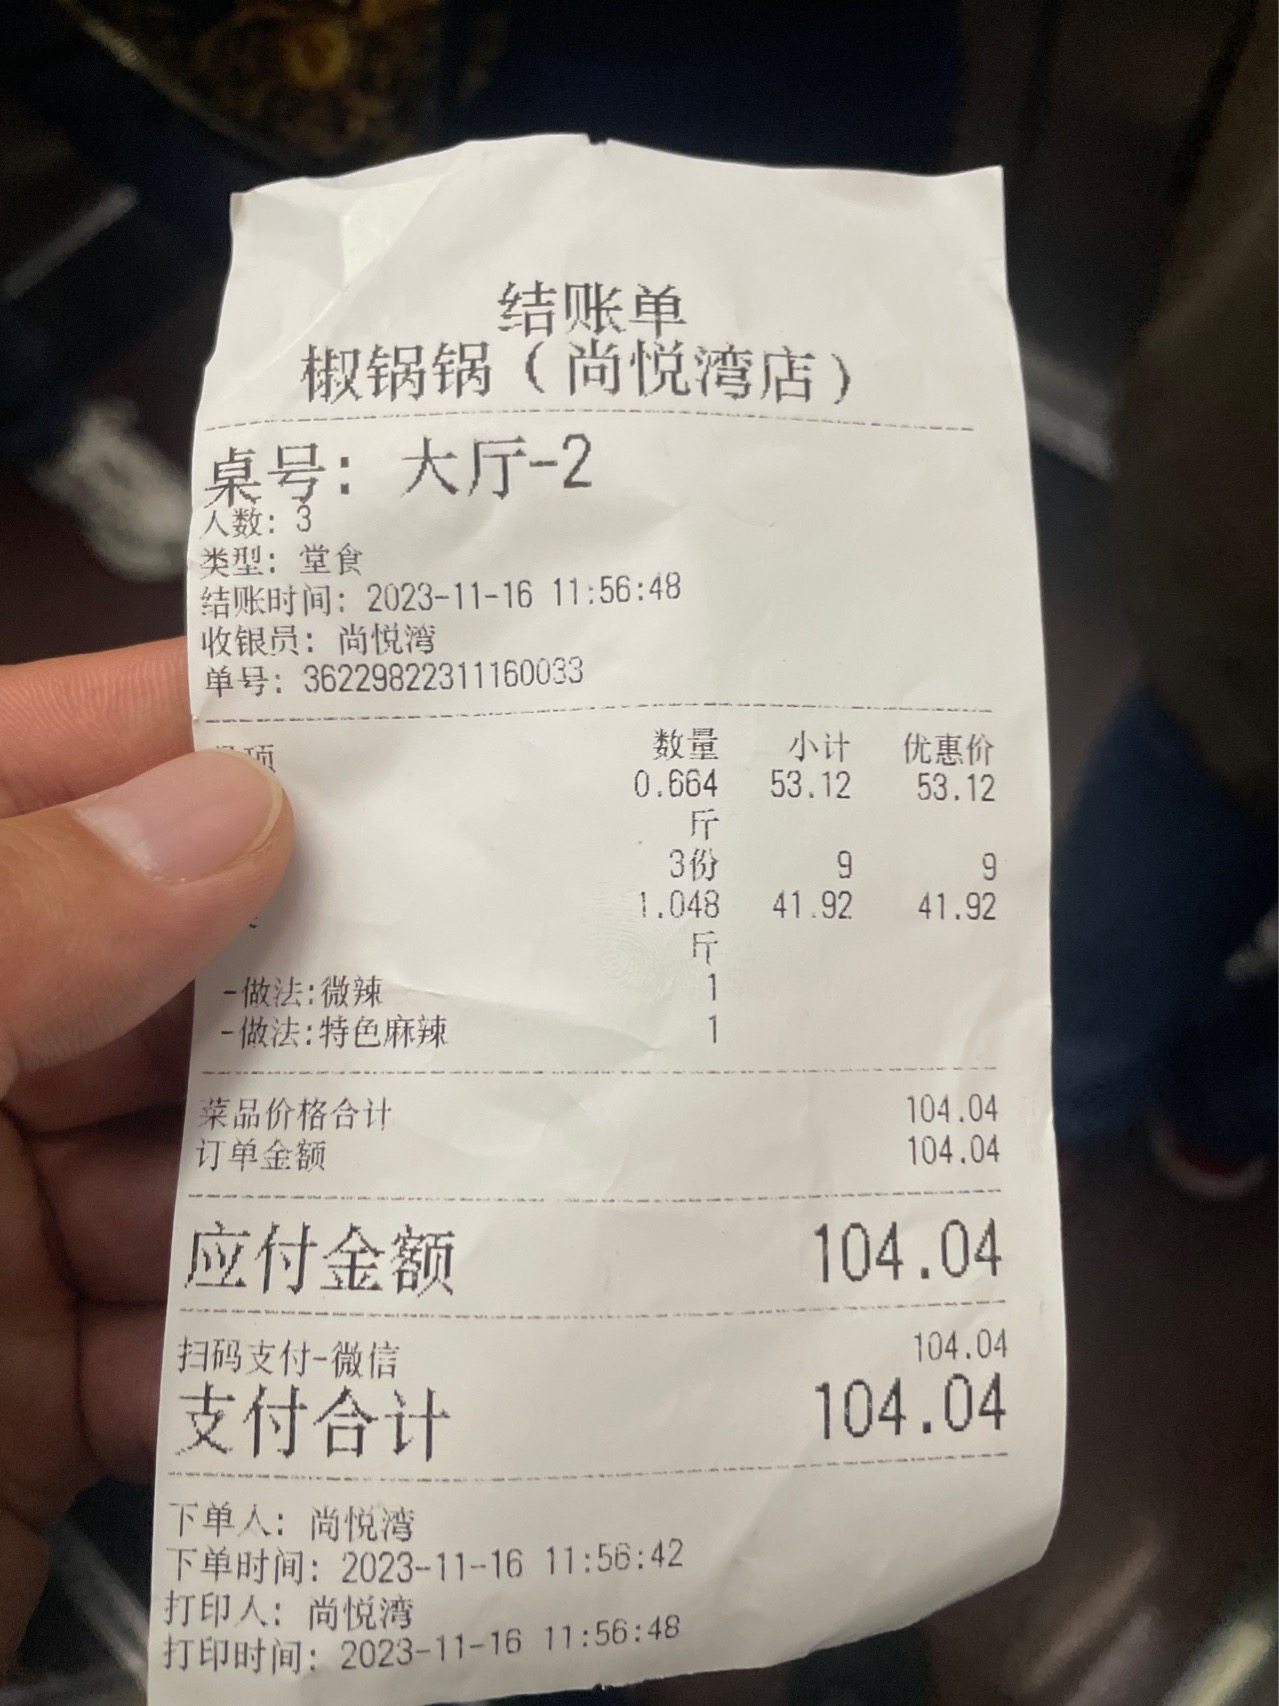 结账单
椒锅锅（尚悦湾店）
桌号： 大厅-2
人数：3
类型：堂食
结账时间：2023-11-16 11:56:48
收银员：尚悦湾
单号：36229822311160033
项 数量 小计 优惠价
0.664 53.12 53.12
斤
3份 9 9
1.048 41.92 41.92
斤
-做法:微辣 1
-做法:特色麻辣 1
菜品价格合计 104.04
订单金额 104.04
应付金额 104.04
扫码支付-微信 104.04
支付合计 104.04
下单人：尚悦湾
下单时间：2023-11-16 11:56:42
打印人：尚悦湾
打印时间：2023-11-16 11:56:48